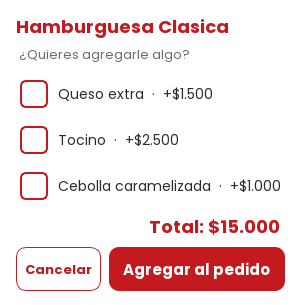 Hamburguesa Clasica
¿Quieres agregarle algo?
Queso extra · +$1.500
Tocino · +$2.500
Cebolla caramelizada · +$1.000
Total: $15.000
Cancelar
Agregar al pedido